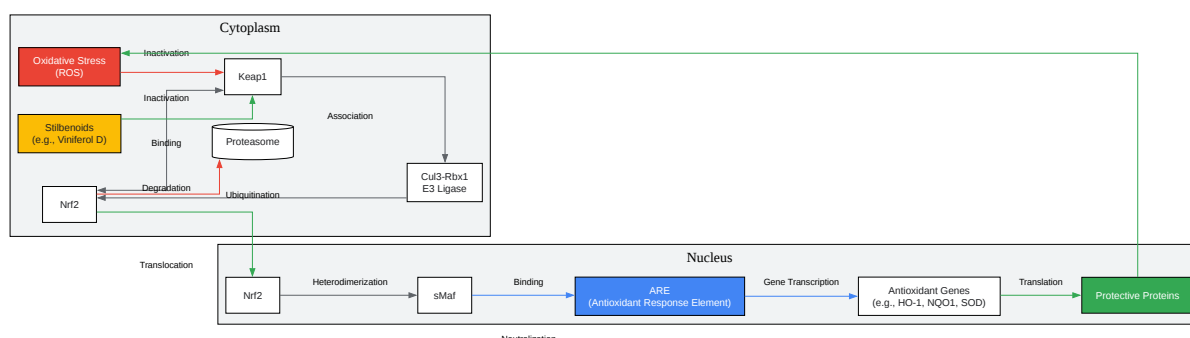 Cytoplasm
Oxidative Stress
(ROS)
Inactivation
Keap1
Inactivation
Stilbenoids
(e.g., Viniferol D)
Association
Binding
Proteasome
Cul3-Rbx1
E3 Ligase
Degradation
Ubiquitination
Nrf2
Translocation
Nucleus
Nrf2
Heterodimerization
sMaf
Binding
ARE
(Antioxidant Response Element)
Gene Transcription
Antioxidant Genes
(e.g., HO-1, NQO1, SOD)
Translation
Protective Proteins
Neutralization